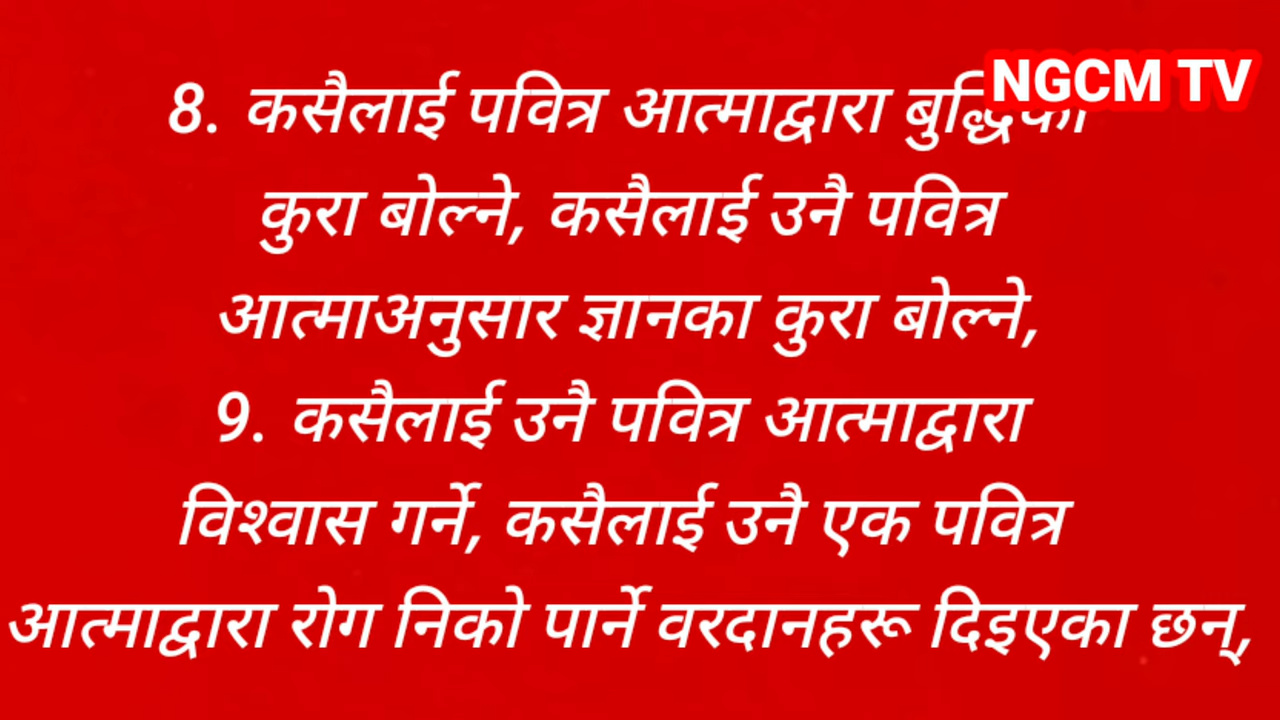 NGCM TV
8. कसैलाई पवित्र आत्माद्वारा बुद्धिका
कुरा बोल्ने, कसैलाई उनै पवित्र
आत्माअनुसार ज्ञानका कुरा बोल्ने,
9. कसैलाई उनै पवित्र आत्माद्वारा
विश्वास गर्ने, कसैलाई उनै एक पवित्र
आत्माद्वारा रोग निको पार्ने वरदानहरू दिइएका छन्,